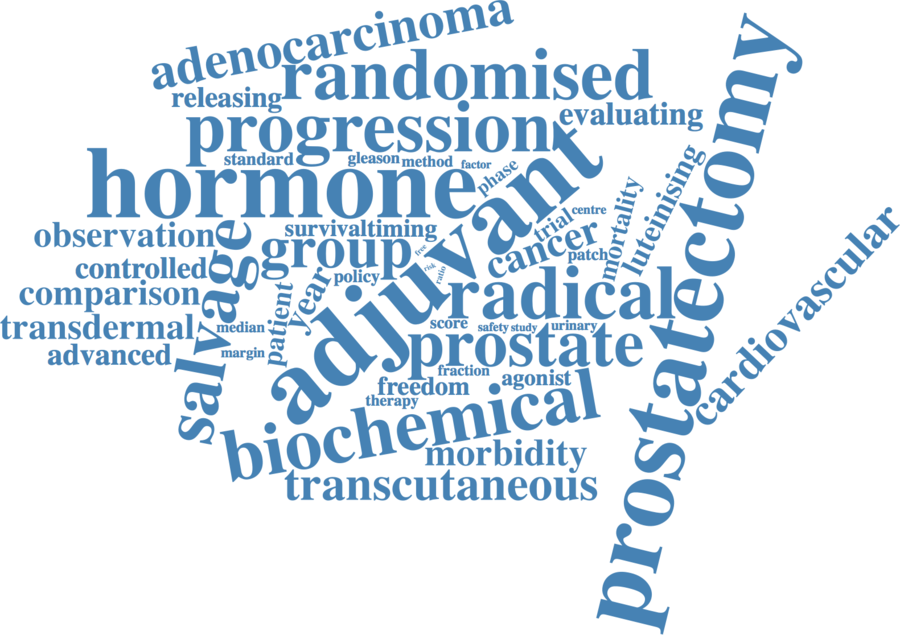 adenocarcinoma
randomised
releasing
evaluating
progression
standard
gleason
method
factor
hormone
phase
adjuvant
prostatectomy
luteinising
mortality
centre
trial
observation
survivaltiming
group
cancer
patch
salvage
controlled
free
risk
ratio
policy
year
comparison
patient
radical
cardiovascular
transdermal
median
score
safety
study
urinary
advanced
margin
prostate
fraction
agonist
freedom
therapy
biochemical
morbidity
transcutaneous